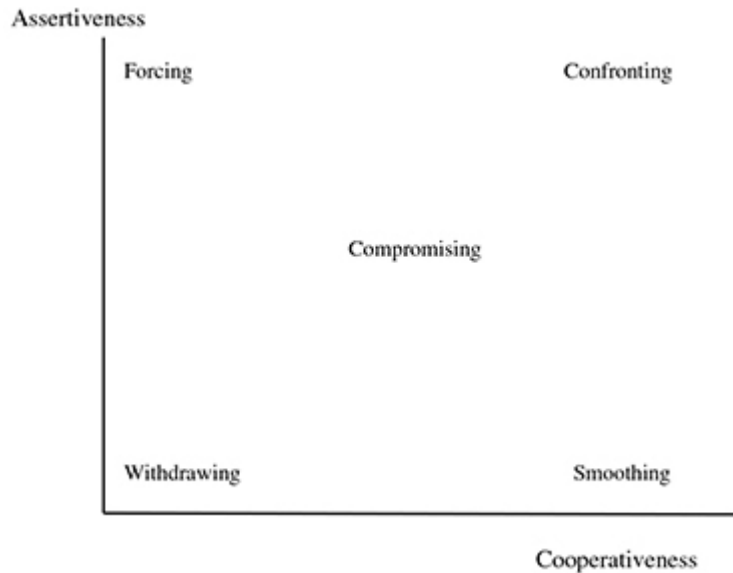 Assertiveness
Forcing
Confronting
Compromising
Withdrawing
Smoothing
Cooperativeness